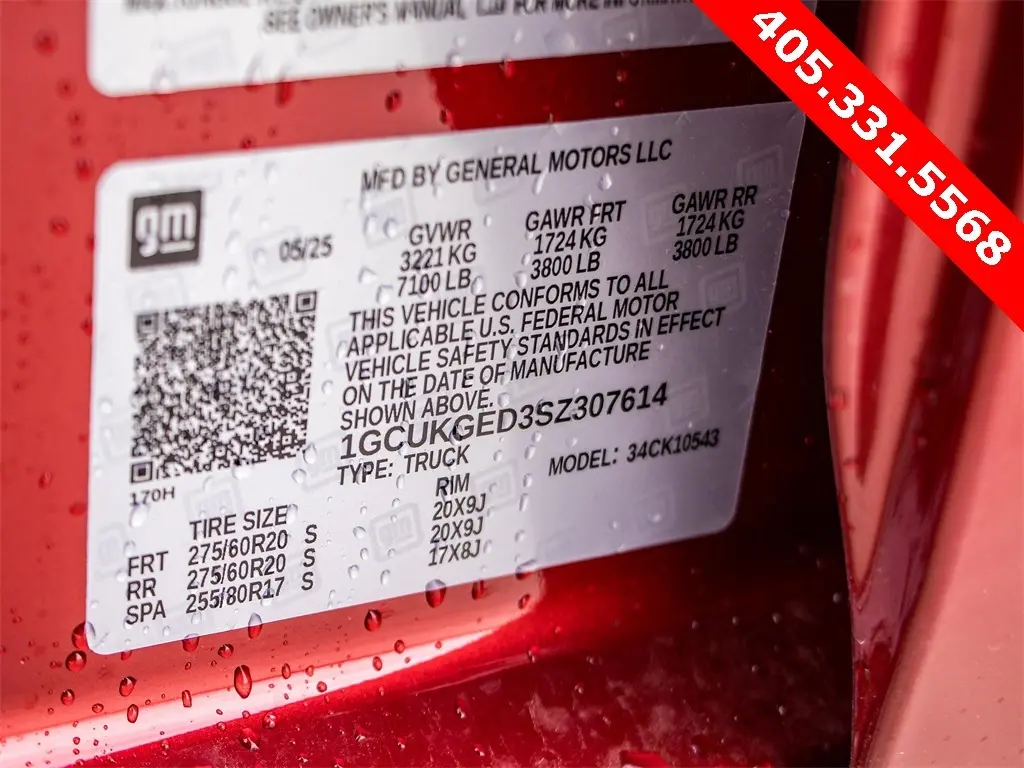 SEE OWNER'S MANUAL FOR MORE INFORMATION
405.331.5568
MFD BY GENERAL MOTORS LLC
gm
05/25
GVWR GAWR FRT GAWR RR
3221 KG 1724 KG 1724 KG
7100 LB 3800 LB 3800 LB
THIS VEHICLE CONFORMS TO ALL
APPLICABLE U.S. FEDERAL MOTOR
VEHICLE SAFETY STANDARDS IN EFFECT
ON THE DATE OF MANUFACTURE
SHOWN ABOVE.
1GCUKGED3SZ307614
TYPE: TRUCK MODEL: 34CK10543
170H
TIRE SIZE RIM
FRT 275/60R20 S 20X9J
RR 275/60R20 S 20X9J
SPA 255/80R17 S 17X8J